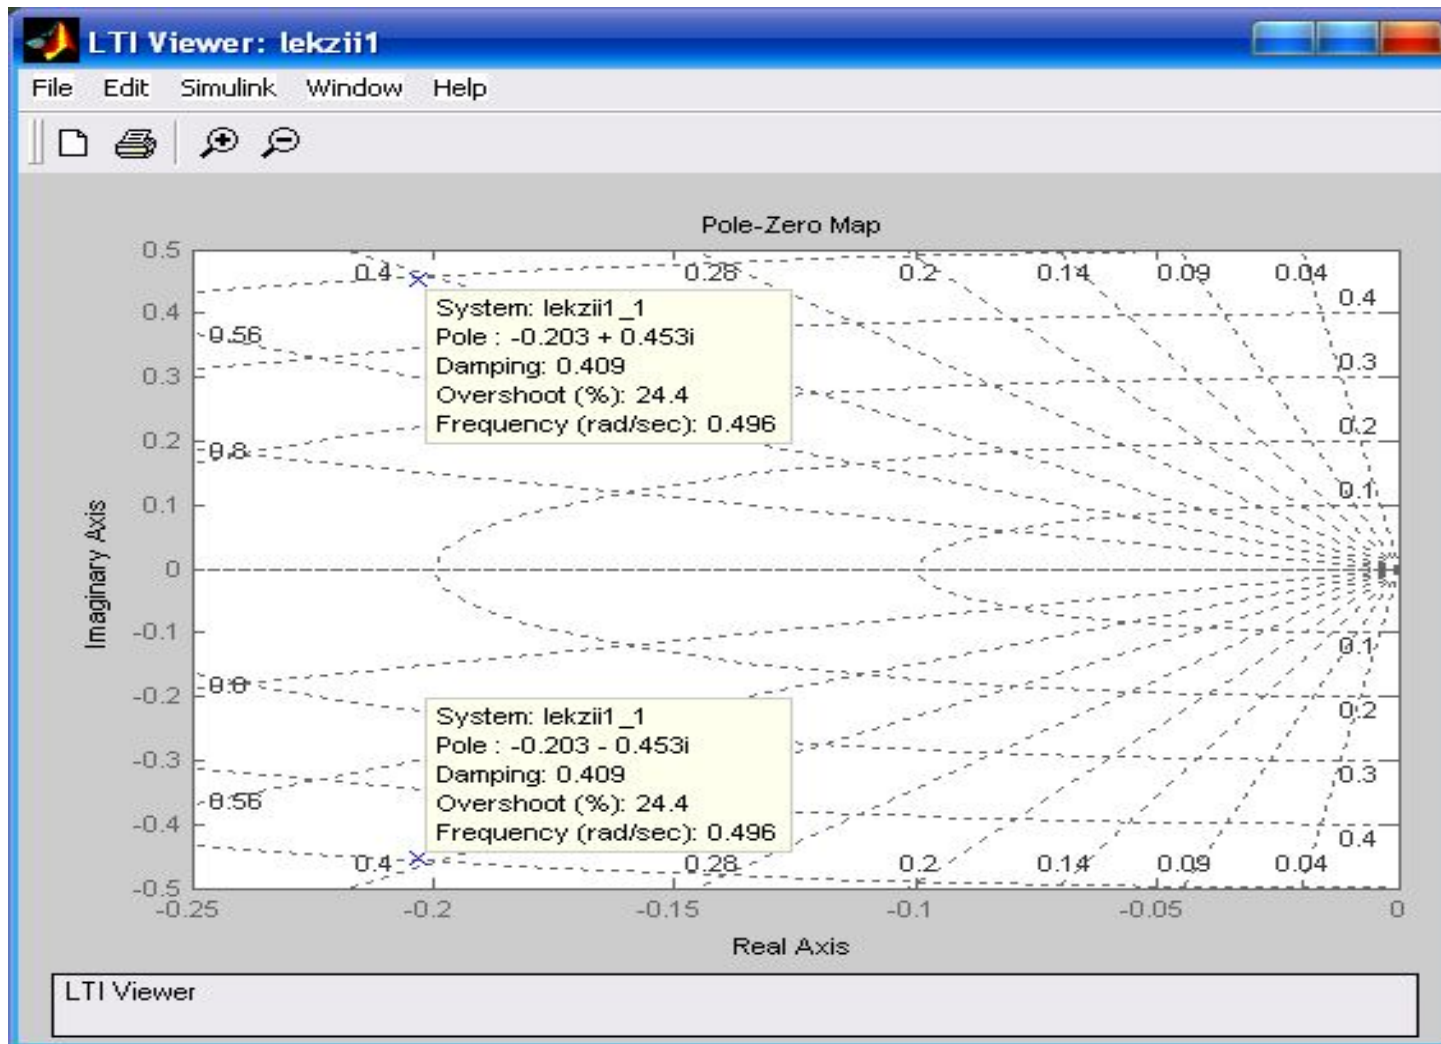 LTI Viewer: lekzii1
File Edit Simulink Window Help
Pole-Zero Map
0.5
0.4 0.28 0.2 0.14 0.09 0.04
0.4
0.4
System: lekzii1_1
Pole : -0.203 + 0.453i
Damping: 0.409
Overshoot (%): 24.4
Frequency (rad/sec): 0.496
0.56
0.3
0.3
0.2
0.2
0.8
0.1
0.1
0
Imaginary Axis
-0.1
0.1
-0.2
0.2
System: lekzii1_1
Pole : -0.203 - 0.453i
Damping: 0.409
Overshoot (%): 24.4
Frequency (rad/sec): 0.496
-0.3
0.3
0.56
-0.4
0.4
0.4 0.28 0.2 0.14 0.09 0.04
-0.5
-0.25 -0.2 -0.15 -0.1 -0.05 0
Real Axis
LTI Viewer